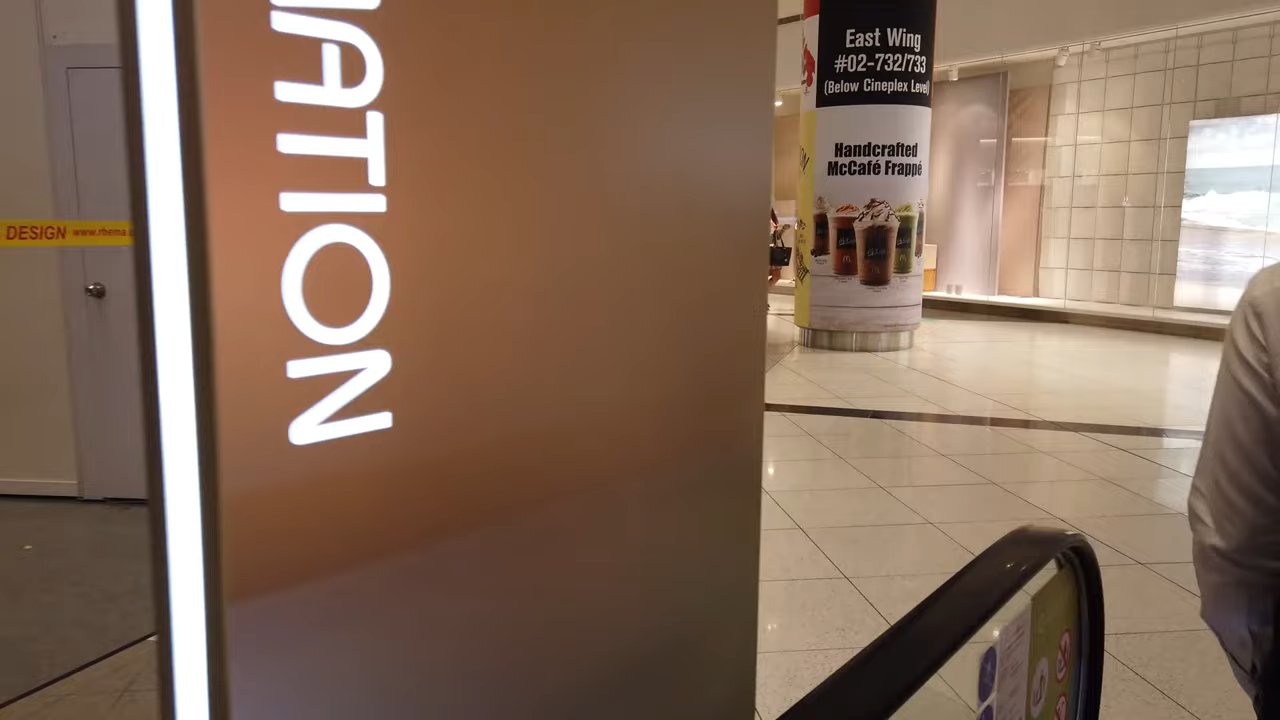 ATION
DESIGN www.rhema.
East Wing
#02-732/733
(Below Cineplex Level)
Handcrafted
McCafé Frappé